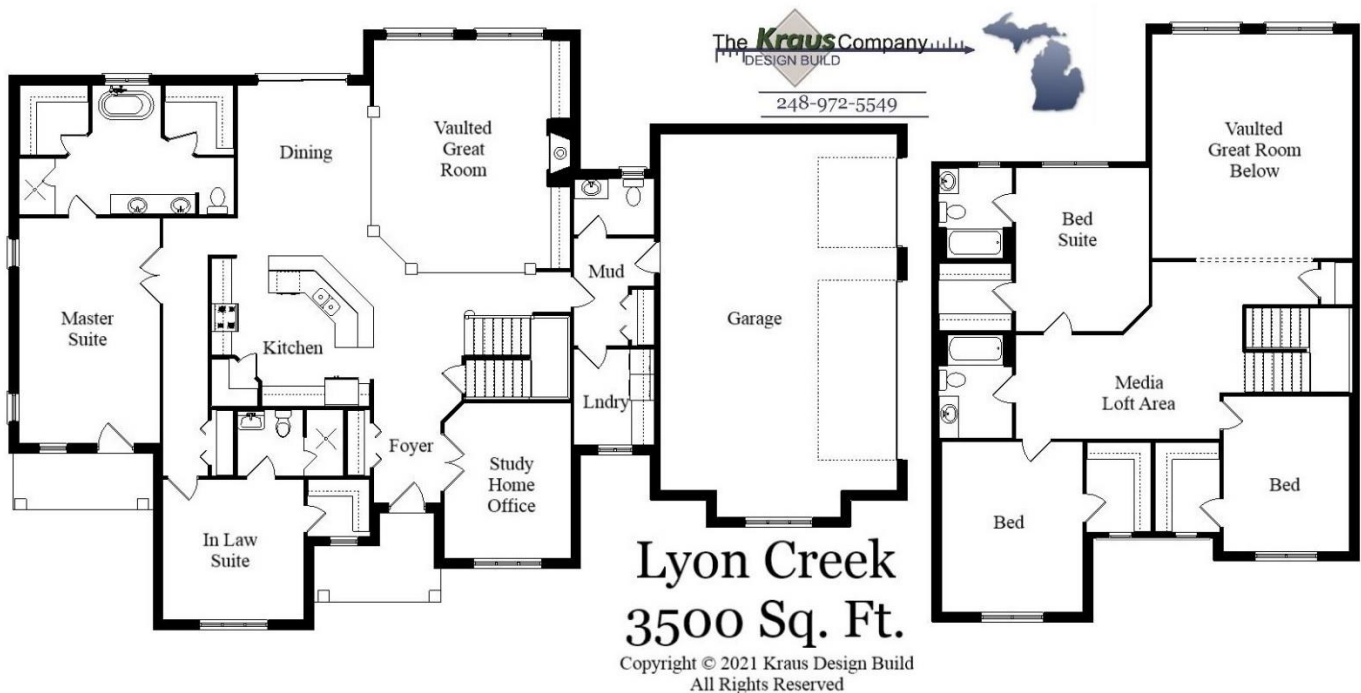 The Kraus Company
DESIGN BUILD
248-972-5549
Dining
Vaulted
Great
Room
Master
Suite
Kitchen
Mud
Lndry
Garage
Foyer
Study
Home
Office
In Law
Suite
Vaulted
Great Room
Below
Bed
Suite
Media
Loft Area
Bed
Bed
Lyon Creek
3500 Sq. Ft.
Copyright © 2021 Kraus Design Build
All Rights Reserved